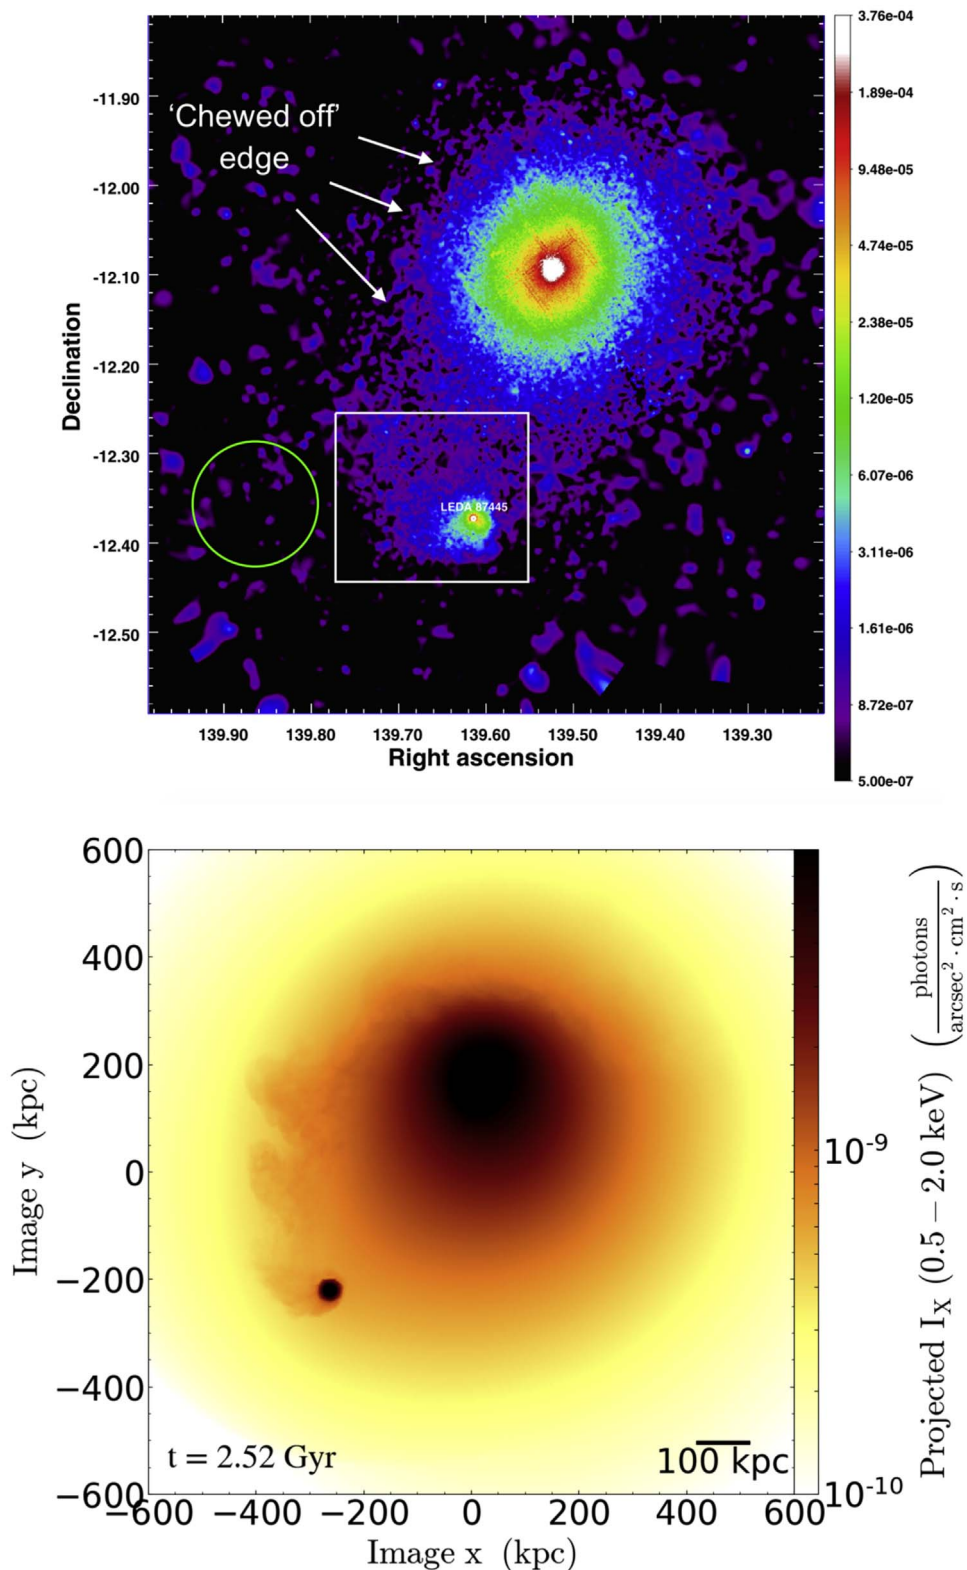 3.76e-04
-11.90
‘Chewed off’
1.89e-04
edge
-12.00
9.48e-05
4.74e-05
-12.10
2.38e-05
-12.20
1.20e-05
-12.30
6.07e-06
LEDA 87445
-12.40
3.11e-06
1.61e-06
-12.50
8.72e-07
5.00e-07
Declination
139.90 139.80 139.70 139.60 139.50 139.40 139.30
Right ascension
600
400
200
0
−200
−400
−600
Image y (kpc)
10-9
10-10
Projected IX (0.5 − 2.0 keV) (photons / arcsec2 · cm2 · s)
t = 2.52 Gyr
100 kpc
−600 −400 −200 0 200 400 600
Image x (kpc)